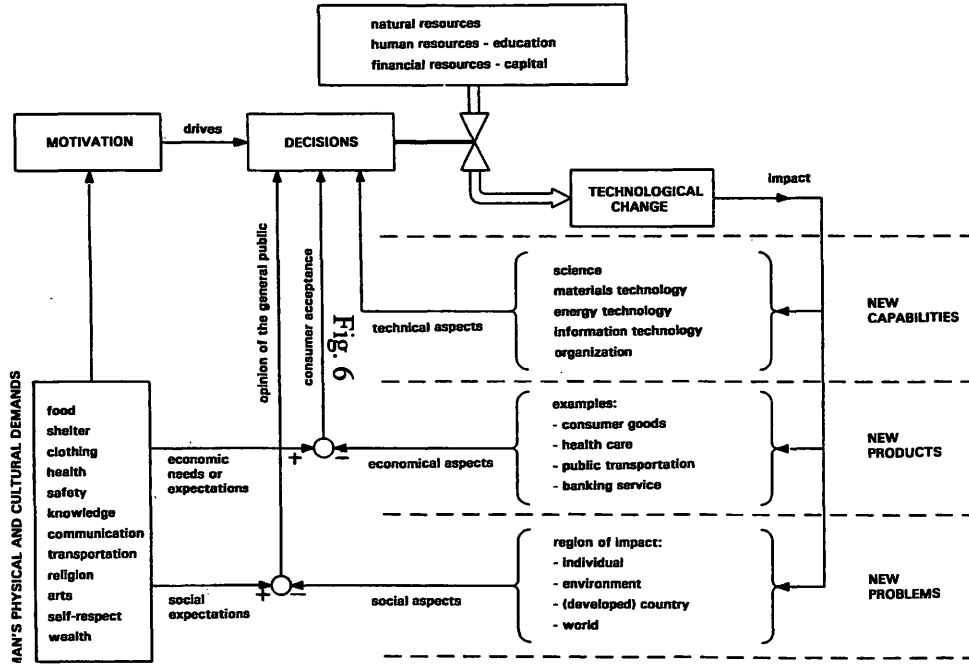 natural resources
human resources - education
financial resources - capital
MOTIVATION
drives
DECISIONS
TECHNOLOGICAL
CHANGE
impact
opinion of the general public
consumer acceptance
Fig. 6
technical aspects
science
materials technology
energy technology
information technology
organization
NEW
CAPABILITIES
MAN'S PHYSICAL AND CULTURAL DEMANDS
food
shelter
clothing
health
safety
knowledge
communication
transportation
religion
arts
self-respect
wealth
economic
needs or
expectations
+
−
economical aspects
examples:
- consumer goods
- health care
- public transportation
- banking service
NEW
PRODUCTS
social
expectations
+
−
social aspects
region of impact:
- individual
- environment
- (developed) country
- world
NEW
PROBLEMS